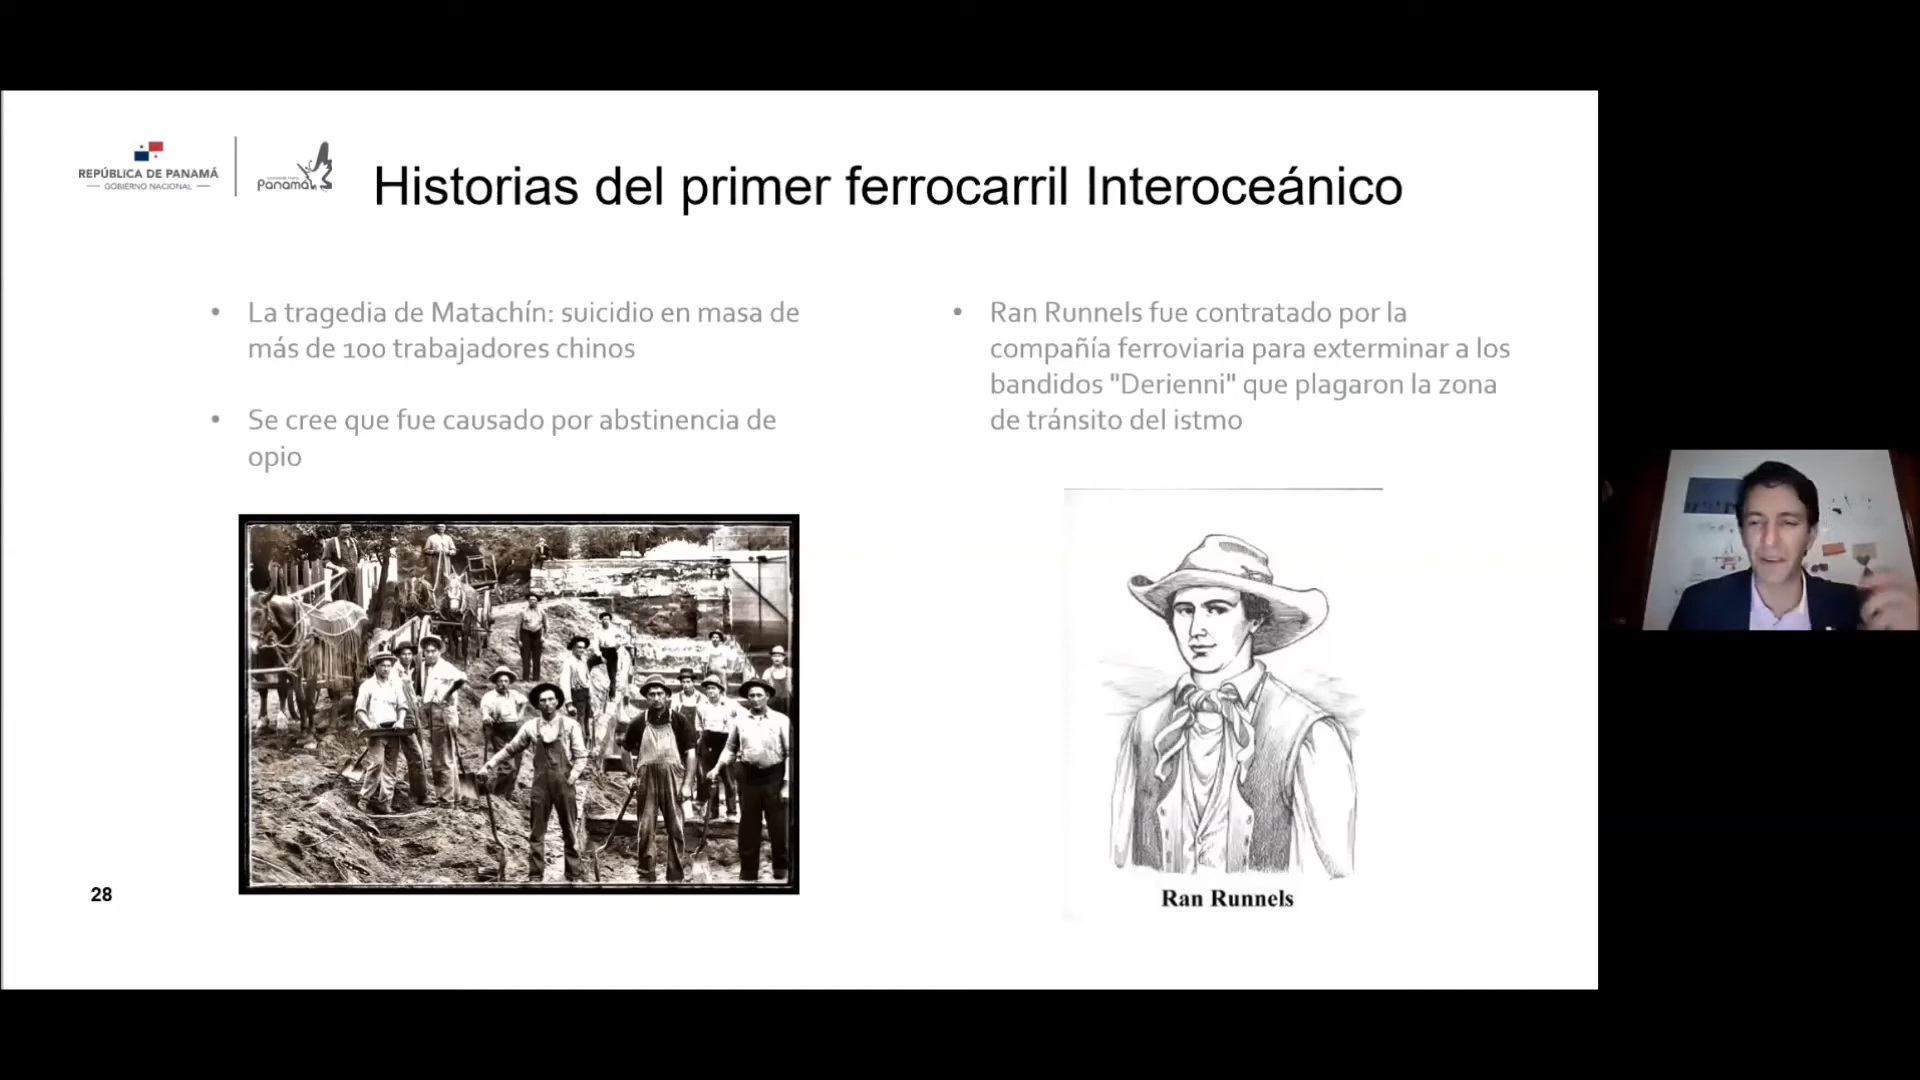 REPÚBLICA DE PANAMÁ
GOBIERNO NACIONAL
Panamá
Historias del primer ferrocarril Interoceánico
• La tragedia de Matachín: suicidio en masa de
más de 100 trabajadores chinos
• Se cree que fue causado por abstinencia de
opio
• Ran Runnels fue contratado por la
compañía ferroviaria para exterminar a los
bandidos "Derienni" que plagaron la zona
de tránsito del istmo
Ran Runnels
28